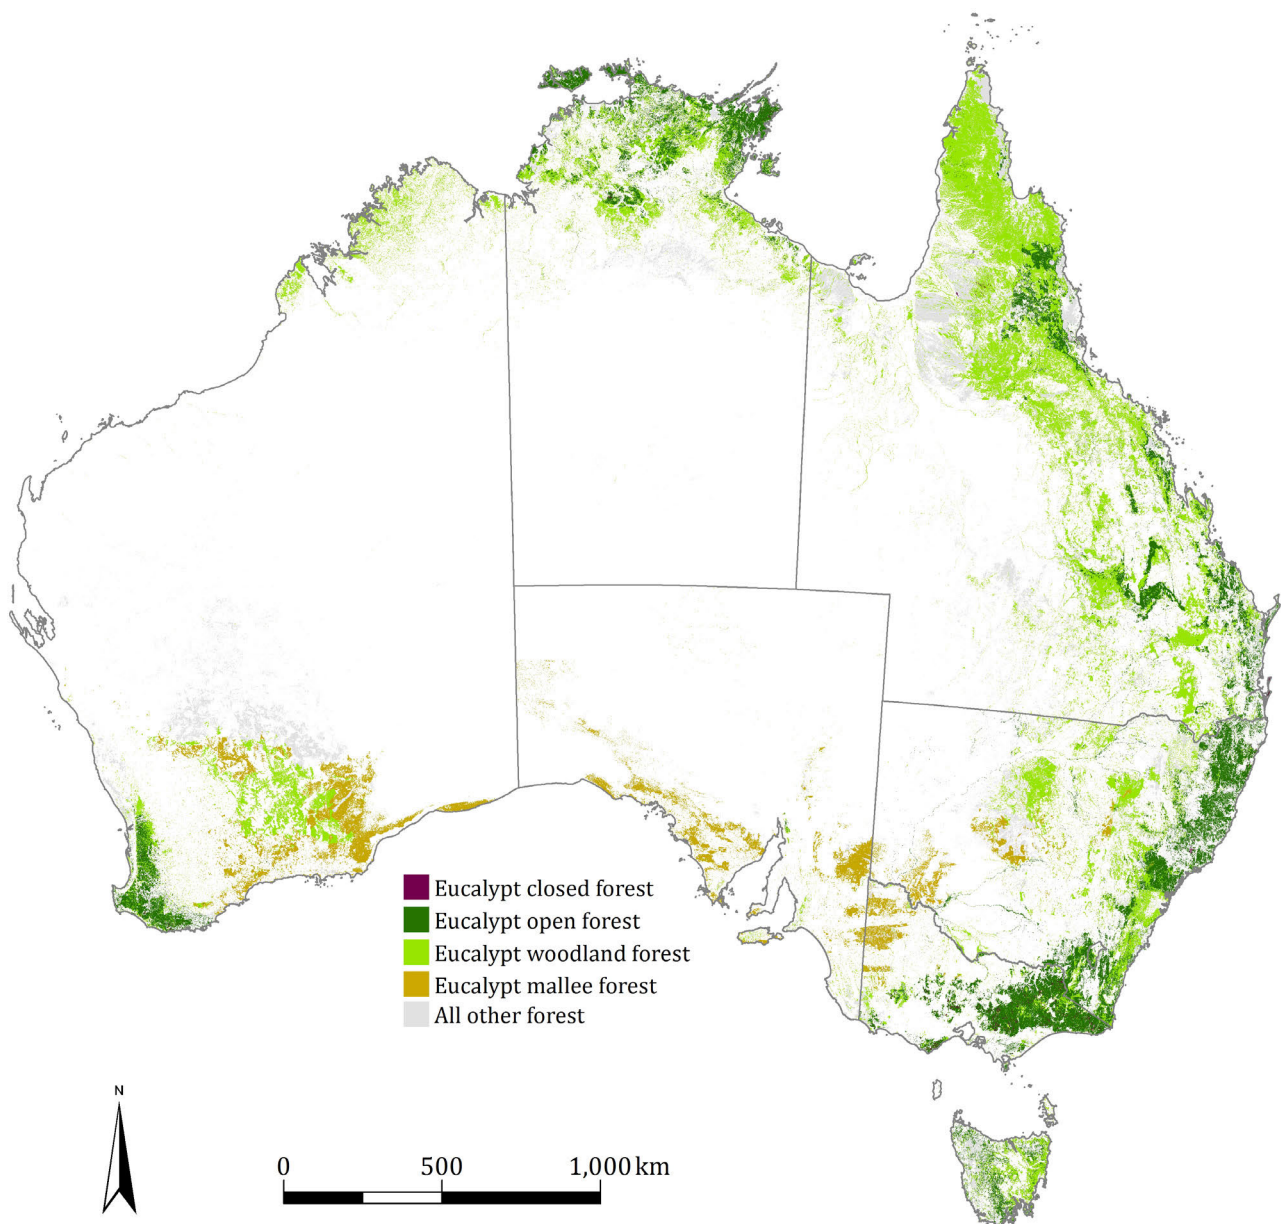 Eucalypt closed forest
Eucalypt open forest
Eucalypt woodland forest
Eucalypt mallee forest
All other forest
N
0 500 1,000 km